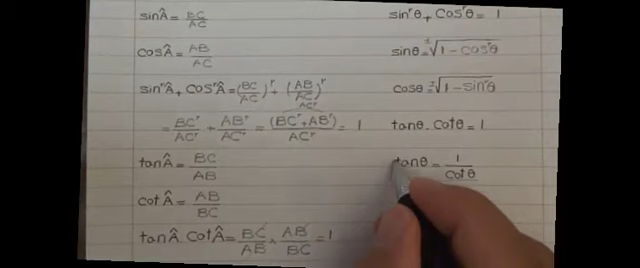 sinÂ = BC/AC
cosÂ = AB/AC
sin²Â + cos²Â = (BC/AC)² + (AB/AC)²
= BC²/AC² + AB²/AC² = (BC² + AB²)/AC² = 1
AC²
tanÂ = BC/AB
cotÂ = AB/BC
tanÂ . cotÂ = BC/AB × AB/BC = 1
sin²θ + cos²θ = 1
sinθ = ±√(1 - cos²θ)
cosθ = ±√(1 - sin²θ)
tanθ . cotθ = 1
tanθ = 1/cotθ